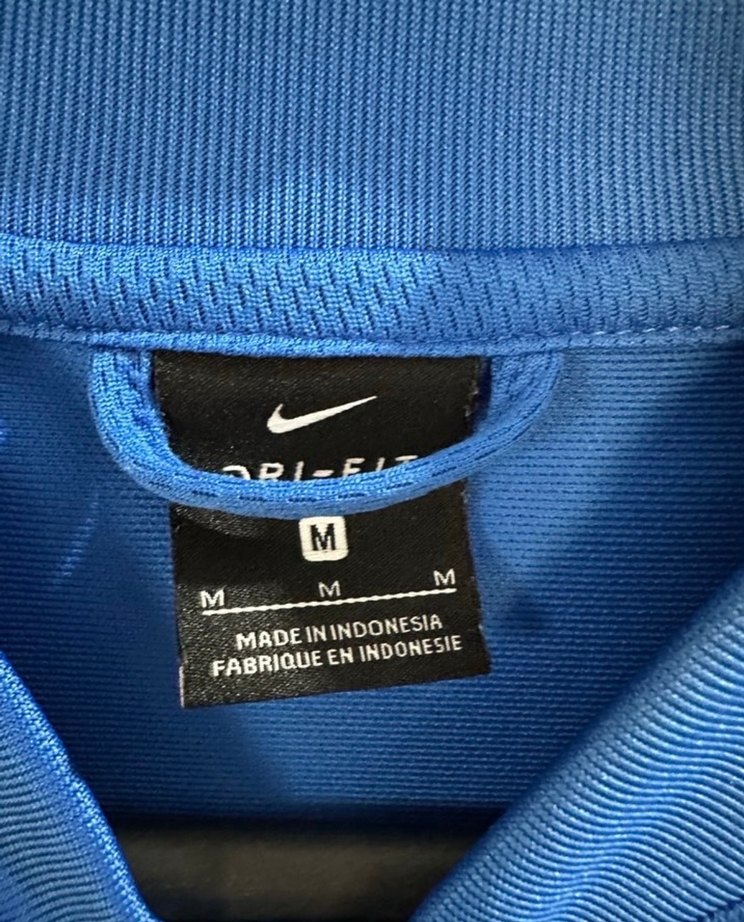 DRI-FIT
M
M M M
MADE IN INDONESIA
FABRIQUE EN INDONESIE